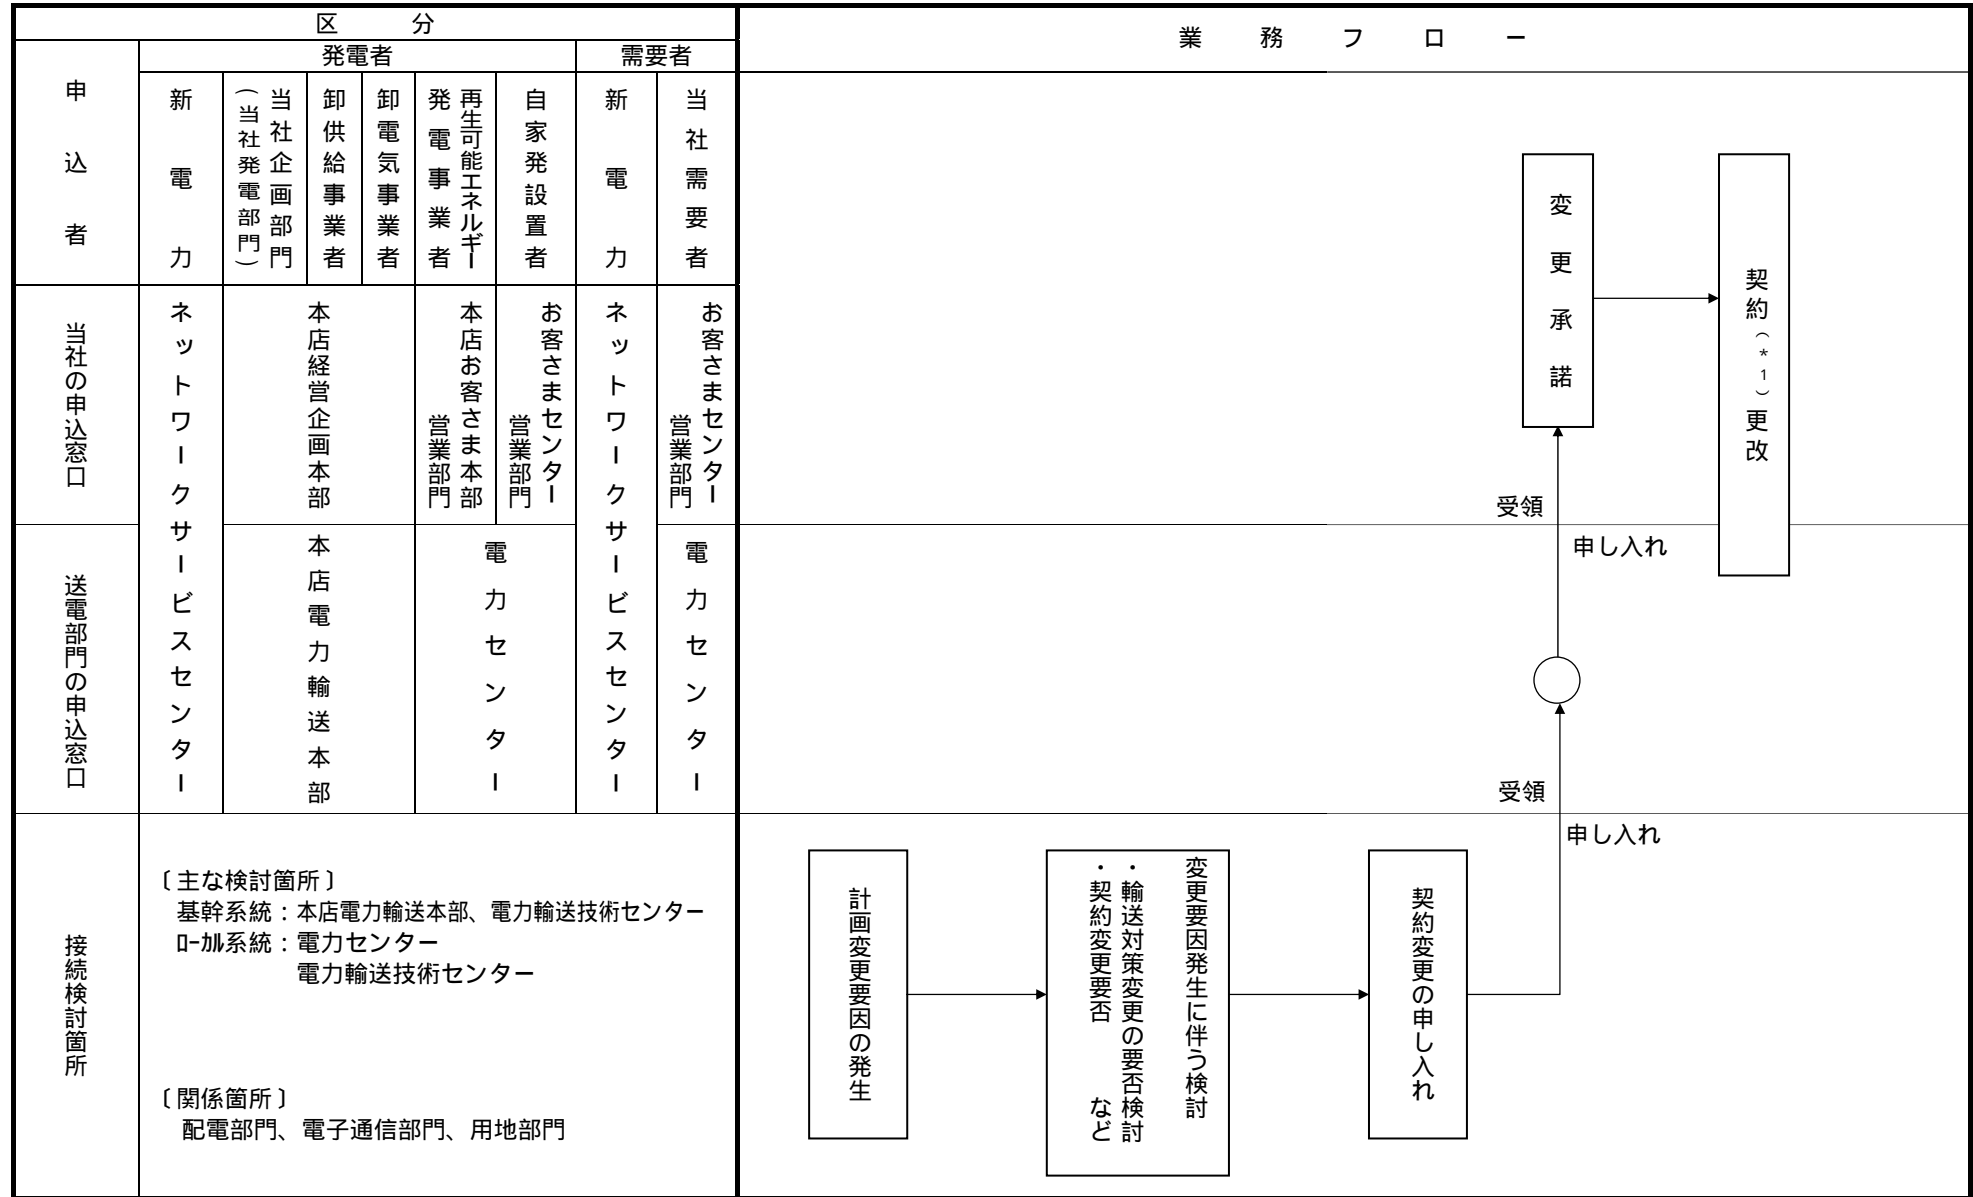 区分
業務フロー
発電者
需要者
申込者
新電力
当社企画部門
(当社発電部門)
卸供給事業者
卸電気事業者
再生可能エネルギー
発電事業者
自家発設置者
新電力
当社需要者
変更承諾
契約(*1)更改
当社の申込窓口
ネットワークサービスセンター
本店経営企画本部
本店お客さま本部
営業部門
お客さまセンター
営業部門
ネットワークサービスセンター
お客さまセンター
営業部門
受領
申し入れ
送電部門の申込窓口
本店電力輸送本部
電力センター
電力センター
受領
申し入れ
接続検討箇所
〔主な検討箇所〕
基幹系統:本店電力輸送本部、電力輸送技術センター
ローカル系統:電力センター
電力輸送技術センター
〔関係箇所〕
配電部門、電子通信部門、用地部門
計画変更要因の発生
変更要因発生に伴う検討
・輸送対策変更の要否検討
・契約変更要否 など
契約変更の申し入れ